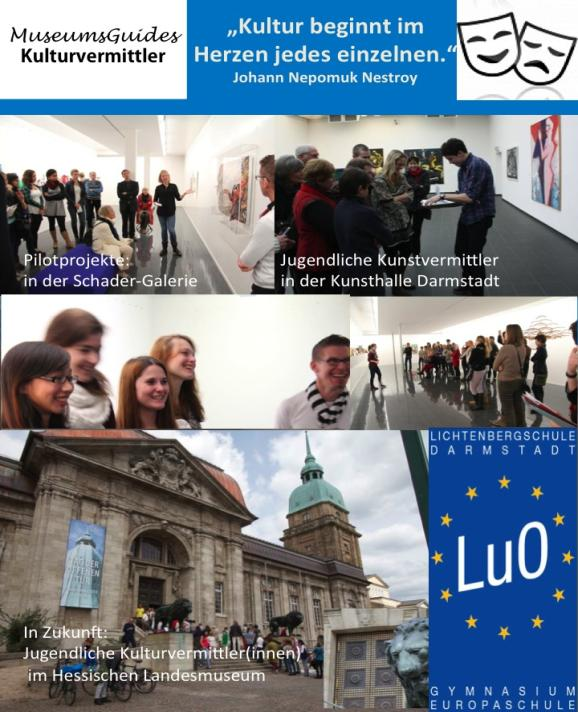 MuseumsGuides
Kulturvermittler
„Kultur beginnt im
Herzen jedes einzelnen.“
Johann Nepomuk Nestroy
Pilotprojekte:
in der Schader-Galerie
Jugendliche Kunstvermittler
in der Kunsthalle Darmstadt
In Zukunft:
Jugendliche Kulturvermittler(innen)
im Hessischen Landesmuseum
LICHTENBERGSCHULE
DARMSTADT
LuO
GYMNASIUM
EUROPASCHULE